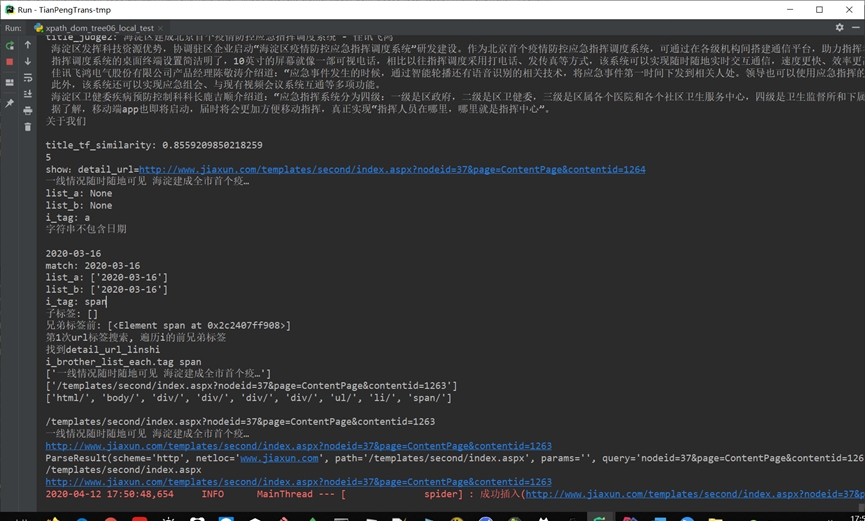 Run - TianPengTrans-tmp
Run: xpath_dom_tree06_local_test
title_judge2: 海淀区建成北京首个疫情防控应急指挥调度系统 - 佳讯飞鸿
海淀区发挥科技资源优势，协调驻区企业启动“海淀区疫情防控应急指挥调度系统”研发建设。作为北京首个疫情防控应急指挥调度系统，可通过在各级机构间搭建通信平台，助力指挥
指挥调度系统的桌面终端设置简洁明了，10英寸的屏幕就像一部可视电话，相比以往指挥调度采用打电话、发传真等方式，该系统可以实现随时随地实时交互通信，速度更快、效率更
佳讯飞鸿电气股份有限公司产品经理陈敬涛介绍道：“应急事件发生的时候，通过智能轮播还有语音识别的相关技术，将应急事件第一时间下发到相关人处。领导也可以使用应急指挥的
此外，该系统还可以实现应急组会、与现有视频会议系统互通等多项功能。
海淀区卫健委疾病预防控制科科长鹿吉顺介绍道：“应急指挥系统分为四级：一级是区政府，二级是区卫健委，三级是区属各个医院和各个社区卫生服务中心，四级是卫生监督所和下属
据了解，移动端app也即将启动，届时将会更加方便移动指挥，真正实现“指挥人员在哪里，哪里就是指挥中心”。
关于我们
title_tf_similarity: 0.8559209850218259
5
show: detail_url=http://www.jiaxun.com/templates/second/index.aspx?nodeid=37&page=ContentPage&contentid=1264
一线情况随时随地可见 海淀建成全市首个疫…
list_a: None
list_b: None
i_tag: a
字符串不包含日期
2020-03-16
match: 2020-03-16
list_a: ['2020-03-16']
list_b: ['2020-03-16']
i_tag: span
子标签: []
兄弟标签前: [<Element span at 0x2c2407ff908>]
第1次url标签搜索, 遍历i的前兄弟标签
找到detail_url_linshi
i_brother_list_each.tag span
['一线情况随时随地可见 海淀建成全市首个疫…']
['/templates/second/index.aspx?nodeid=37&page=ContentPage&contentid=1263']
['html/', 'body/', 'div/', 'div/', 'div/', 'div/', 'ul/', 'li/', 'span/']
/templates/second/index.aspx?nodeid=37&page=ContentPage&contentid=1263
一线情况随时随地可见 海淀建成全市首个疫…
http://www.jiaxun.com/templates/second/index.aspx?nodeid=37&page=ContentPage&contentid=1263
ParseResult(scheme='http', netloc='www.jiaxun.com', path='/templates/second/index.aspx', params='', query='nodeid=37&page=ContentPage&contentid=126
/templates/second/index.aspx
http://www.jiaxun.com/templates/second/index.aspx?nodeid=37&page=ContentPage&contentid=1263
2020-04-12 17:50:48,654 INFO MainThread --- [ spider] : 成功插入(http://www.jiaxun.com/templates/second/index.aspx?nodeid=37&p